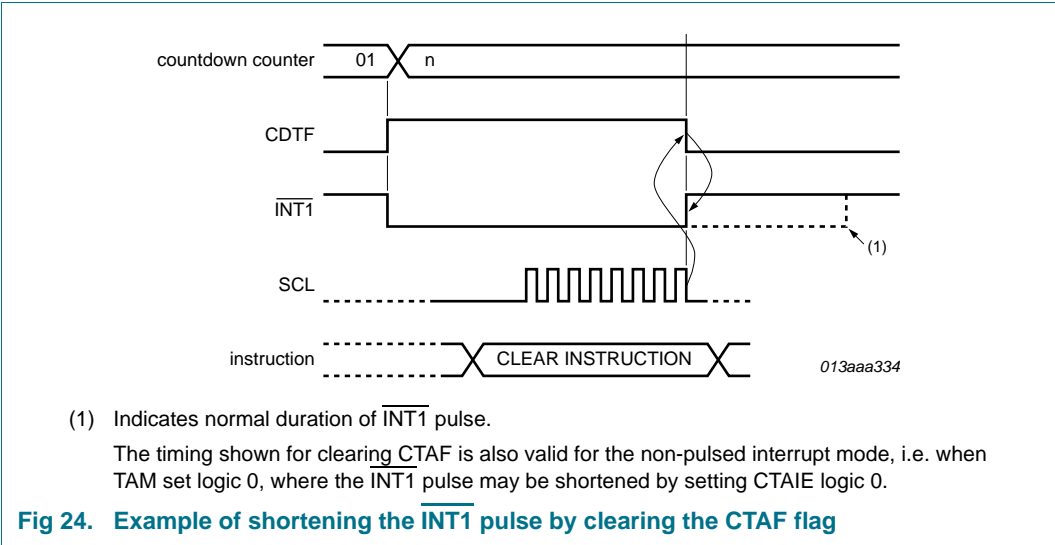 countdown counter 01 n
CDTF
INT1
(1)
SCL
instruction CLEAR INSTRUCTION
013aaa334
(1) Indicates normal duration of INT1 pulse.
The timing shown for clearing CTAF is also valid for the non-pulsed interrupt mode, i.e. when
TAM set logic 0, where the INT1 pulse may be shortened by setting CTAIE logic 0.
Fig 24. Example of shortening the INT1 pulse by clearing the CTAF flag